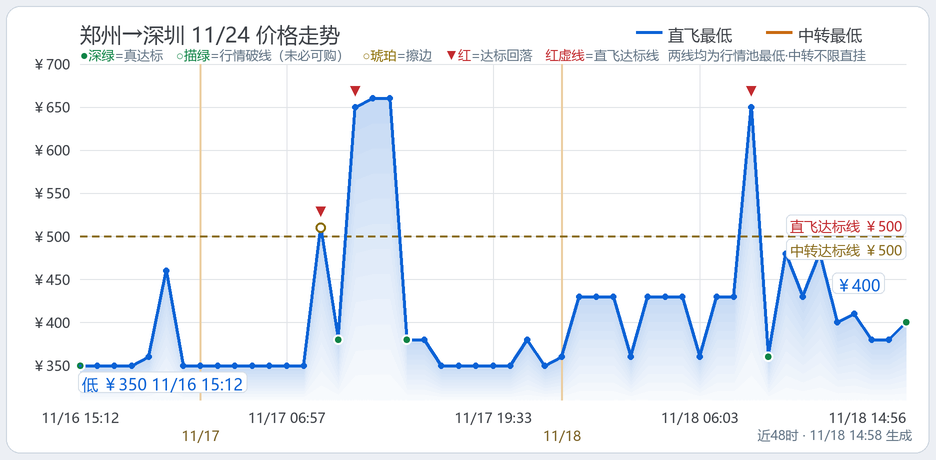 郑州→深圳 11/24 价格走势
直飞最低 中转最低
●深绿=真达标 ○描绿=行情破线（未必可购） ○琥珀=擦边 ▼红=达标回落 红虚线=直飞达标线 两线均为行情池最低·中转不限直挂
¥700
¥650
¥600
¥550
¥500
¥450
¥400
¥350
直飞达标线 ¥500
中转达标线 ¥500
¥400
低 ¥350 11/16 15:12
11/16 15:12 11/17 06:57 11/17 19:33 11/18 06:03 11/18 14:56
11/17 11/18
近48时 · 11/18 14:58 生成